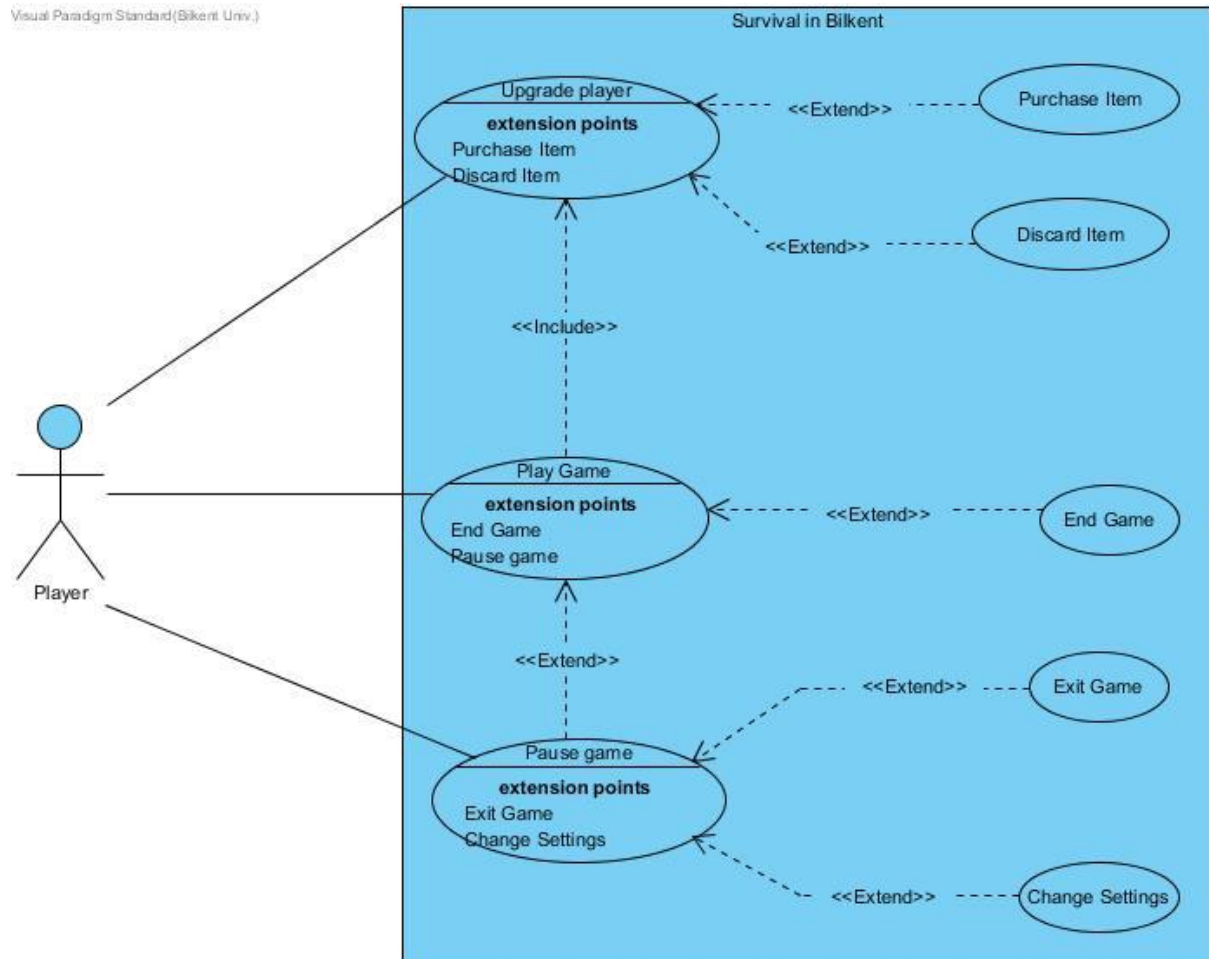 Visual Paradigm Standard(Bilkent Univ.)
Survival in Bilkent
Upgrade player
extension points
Purchase Item
Discard Item
<<Extend>>
Purchase Item
<<Extend>>
Discard Item
<<Include>>
Play Game
extension points
End Game
Pause game
<<Extend>>
End Game
Player
<<Extend>>
<<Extend>>
Exit Game
Pause game
extension points
Exit Game
Change Settings
<<Extend>>
Change Settings